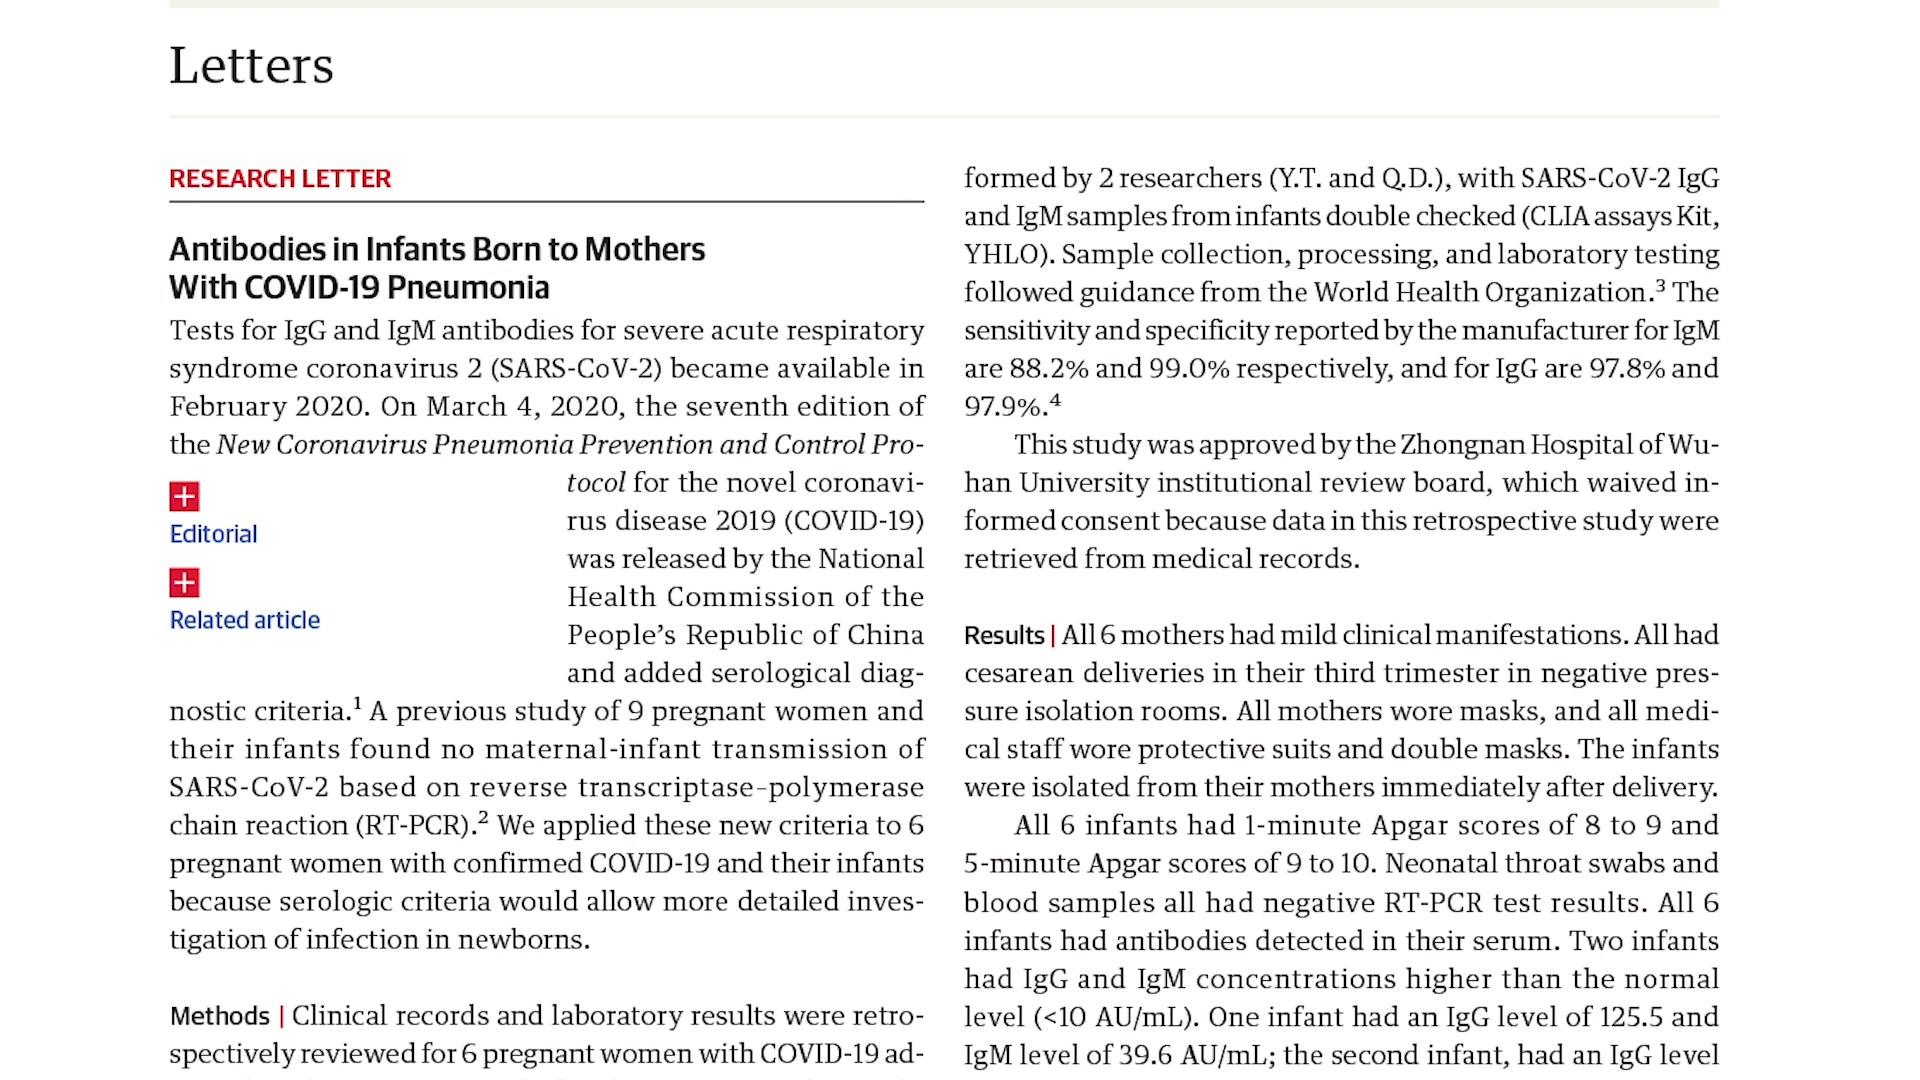 Letters
RESEARCH LETTER
Antibodies in Infants Born to Mothers
With COVID-19 Pneumonia
Tests for IgG and IgM antibodies for severe acute respiratory
syndrome coronavirus 2 (SARS-CoV-2) became available in
February 2020. On March 4, 2020, the seventh edition of
the New Coronavirus Pneumonia Prevention and Control Pro-
tocol for the novel coronavi-
rus disease 2019 (COVID-19)
was released by the National
Health Commission of the
People’s Republic of China
and added serological diag-
Editorial
Related article
nostic criteria.¹ A previous study of 9 pregnant women and
their infants found no maternal-infant transmission of
SARS-CoV-2 based on reverse transcriptase–polymerase
chain reaction (RT-PCR).² We applied these new criteria to 6
pregnant women with confirmed COVID-19 and their infants
because serologic criteria would allow more detailed inves-
tigation of infection in newborns.
Methods | Clinical records and laboratory results were retro-
spectively reviewed for 6 pregnant women with COVID-19 ad-
formed by 2 researchers (Y.T. and Q.D.), with SARS-CoV-2 IgG
and IgM samples from infants double checked (CLIA assays Kit,
YHLO). Sample collection, processing, and laboratory testing
followed guidance from the World Health Organization.³ The
sensitivity and specificity reported by the manufacturer for IgM
are 88.2% and 99.0% respectively, and for IgG are 97.8% and
97.9%.⁴
This study was approved by the Zhongnan Hospital of Wu-
han University institutional review board, which waived in-
formed consent because data in this retrospective study were
retrieved from medical records.
Results | All 6 mothers had mild clinical manifestations. All had
cesarean deliveries in their third trimester in negative pres-
sure isolation rooms. All mothers wore masks, and all medi-
cal staff wore protective suits and double masks. The infants
were isolated from their mothers immediately after delivery.
All 6 infants had 1-minute Apgar scores of 8 to 9 and
5-minute Apgar scores of 9 to 10. Neonatal throat swabs and
blood samples all had negative RT-PCR test results. All 6
infants had antibodies detected in their serum. Two infants
had IgG and IgM concentrations higher than the normal
level (<10 AU/mL). One infant had an IgG level of 125.5 and
IgM level of 39.6 AU/mL; the second infant, had an IgG level